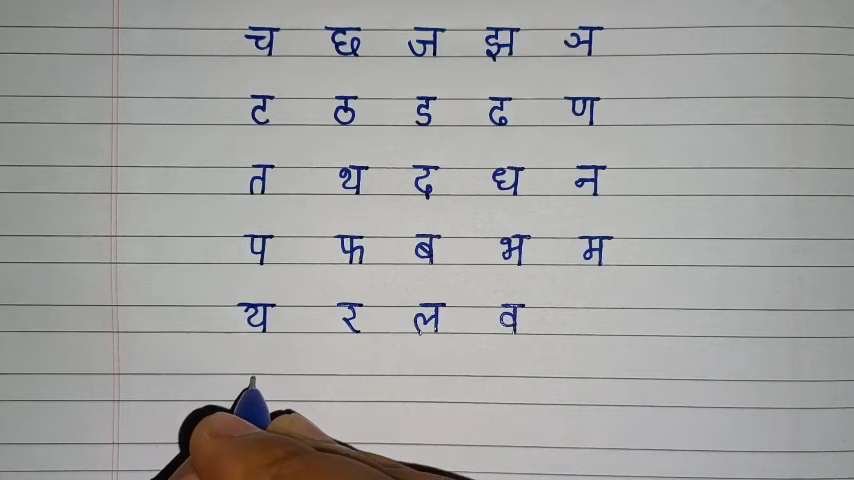 च छ ज झ ञ
ट ठ ड ढ ण
त थ द ध न
प फ ब भ म
य र ल व